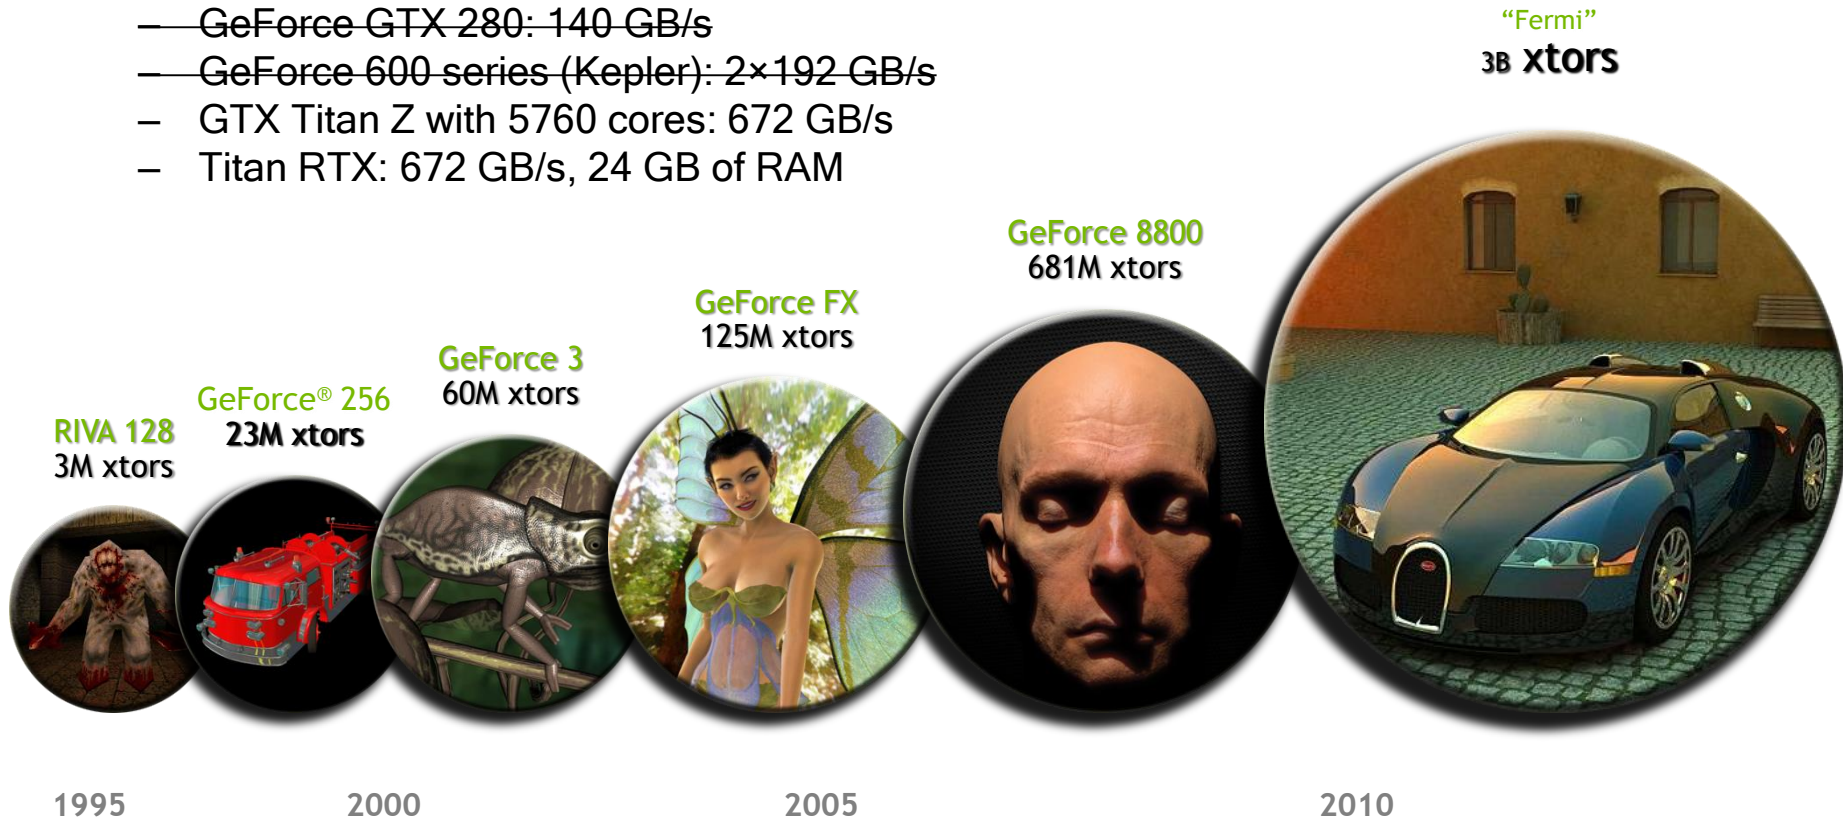 – GeForce GTX 280: 140 GB/s
– GeForce 600 series (Kepler): 2×192 GB/s
– GTX Titan Z with 5760 cores: 672 GB/s
– Titan RTX: 672 GB/s, 24 GB of RAM
“Fermi”
3B xtors
GeForce 8800
681M xtors
GeForce FX
125M xtors
GeForce 3
60M xtors
GeForce® 256
23M xtors
RIVA 128
3M xtors
1995 2000 2005 2010